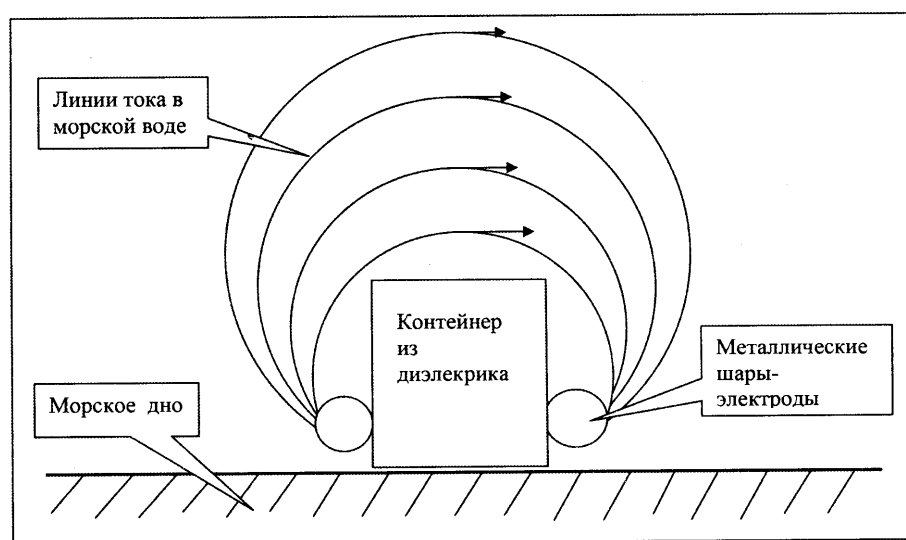 Линии тока в
морской воде
Контейнер
из
диэлекрика
Металлические
шары-
электроды
Морское дно